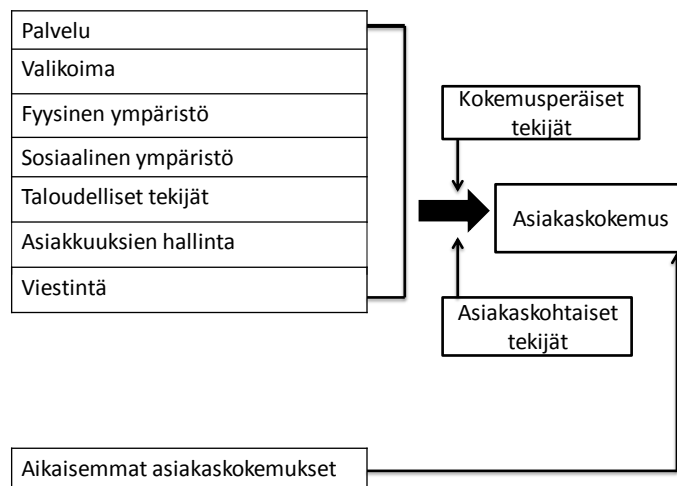 Palvelu
Valikoima
Fyysinen ympäristö
Sosiaalinen ympäristö
Taloudelliset tekijät
Asiakkuuksien hallinta
Viestintä
Kokemusperäiset
tekijät
Asiakaskokemus
Asiakaskohtaiset
tekijät
Aikaisemmat asiakaskokemukset